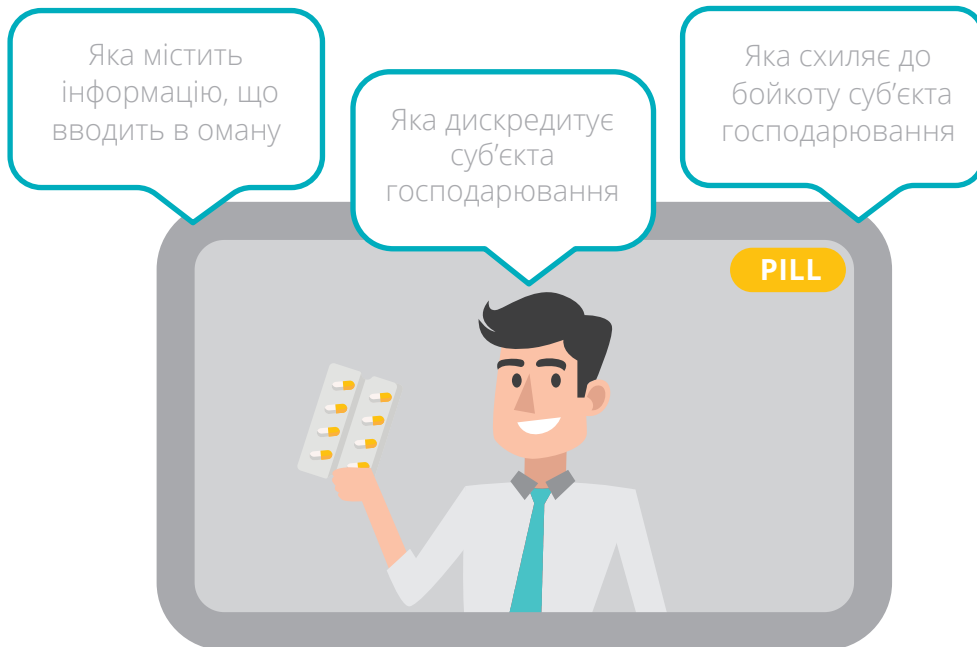 Яка містить
інформацію, що
вводить в оману
Яка дискредитує
суб’єкта
господарювання
Яка схиляє до
бойкоту суб’єкта
господарювання
PILL